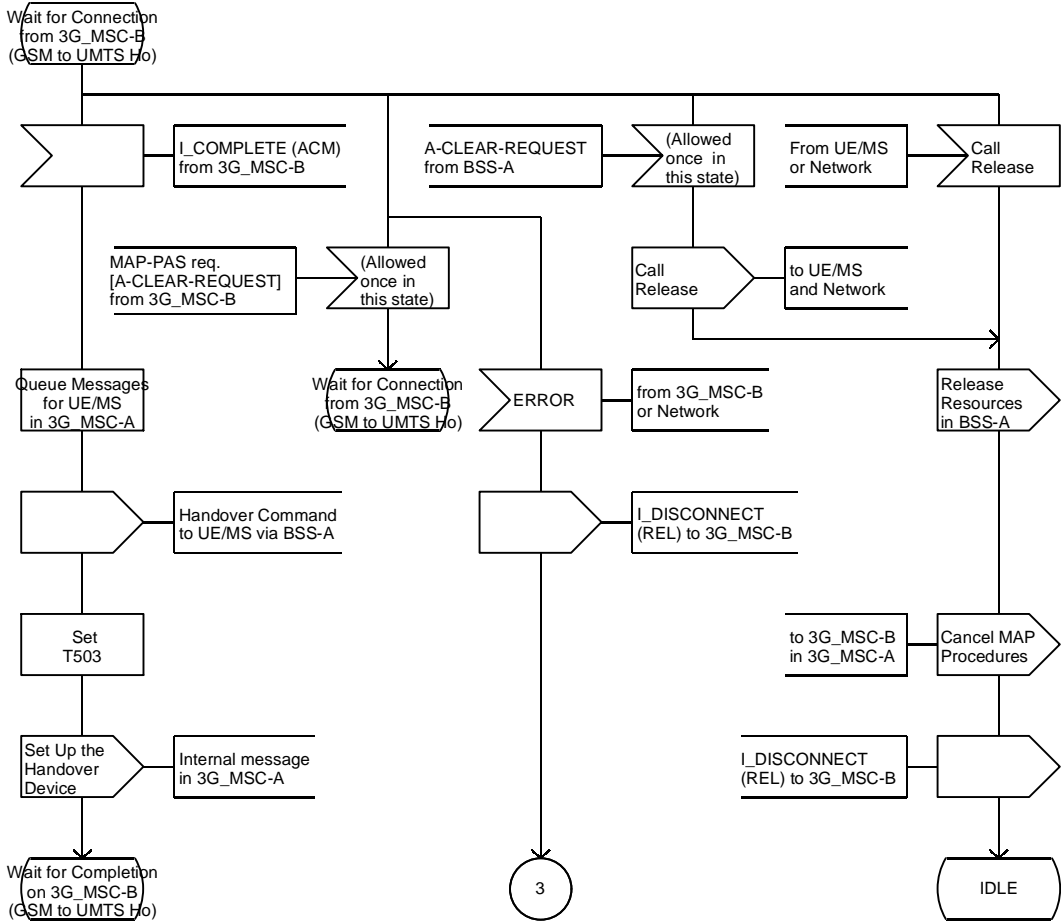 Wait for Connection
from 3G_MSC-B
(GSM to UMTS Ho)
I_COMPLETE (ACM)
from 3G_MSC-B
A-CLEAR-REQUEST
from BSS-A
(Allowed
once in
this state)
From UE/MS
or Network
Call
Release
MAP-PAS req.
[A-CLEAR-REQUEST]
from 3G_MSC-B
(Allowed
once in
this state)
Call
Release
to UE/MS
and Network
Queue Messages
for UE/MS
in 3G_MSC-A
Wait for Connection
from 3G_MSC-B
(GSM to UMTS Ho)
ERROR
from 3G_MSC-B
or Network
Release
Resources
in BSS-A
Handover Command
to UE/MS via BSS-A
I_DISCONNECT
(REL) to 3G_MSC-B
Set
T503
to 3G_MSC-B
in 3G_MSC-A
Cancel MAP
Procedures
Set Up the
Handover
Device
Internal message
in 3G_MSC-A
I_DISCONNECT
(REL) to 3G_MSC-B
Wait for Completion
on 3G_MSC-B
(GSM to UMTS Ho)
3
IDLE